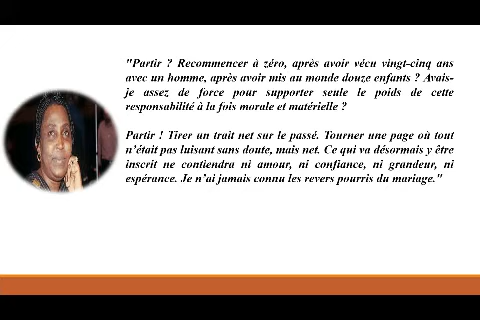 "Partir ? Recommencer à zéro, après avoir vécu vingt-cinq ans
avec un homme, après avoir mis au monde douze enfants ? Avais-
je assez de force pour supporter seule le poids de cette
responsabilité à la fois morale et matérielle ?
Partir ! Tirer un trait net sur le passé. Tourner une page où tout
n'était pas luisant sans doute, mais net. Ce qui va désormais y être
inscrit ne contiendra ni amour, ni confiance, ni grandeur, ni
espérance. Je n'ai jamais connu les revers pourris du mariage."